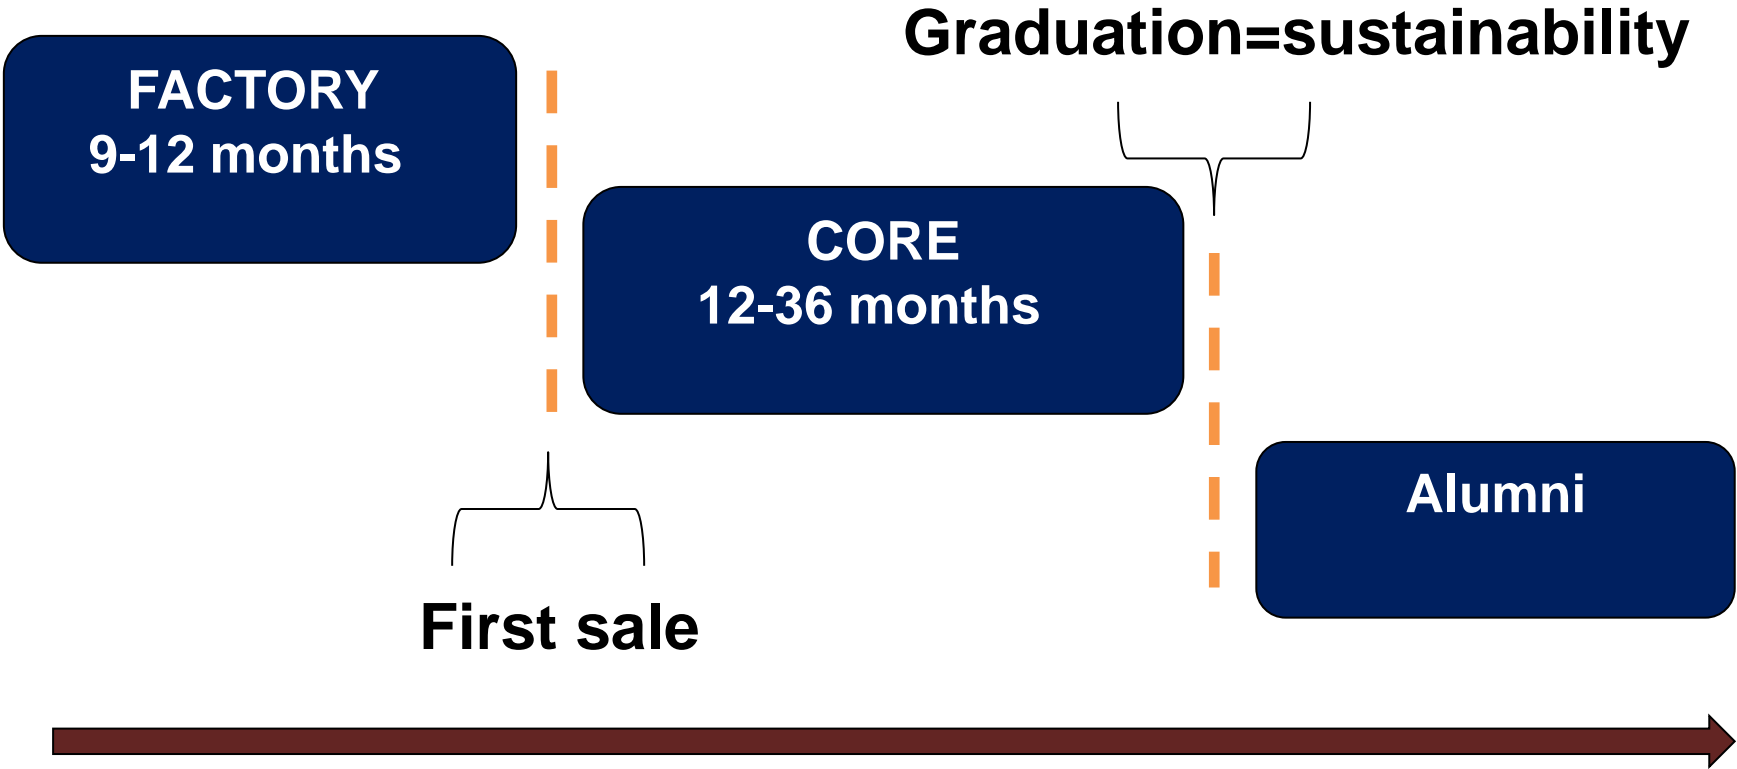 Graduation=sustainability
FACTORY
9-12 months
CORE
12-36 months
Alumni
First sale